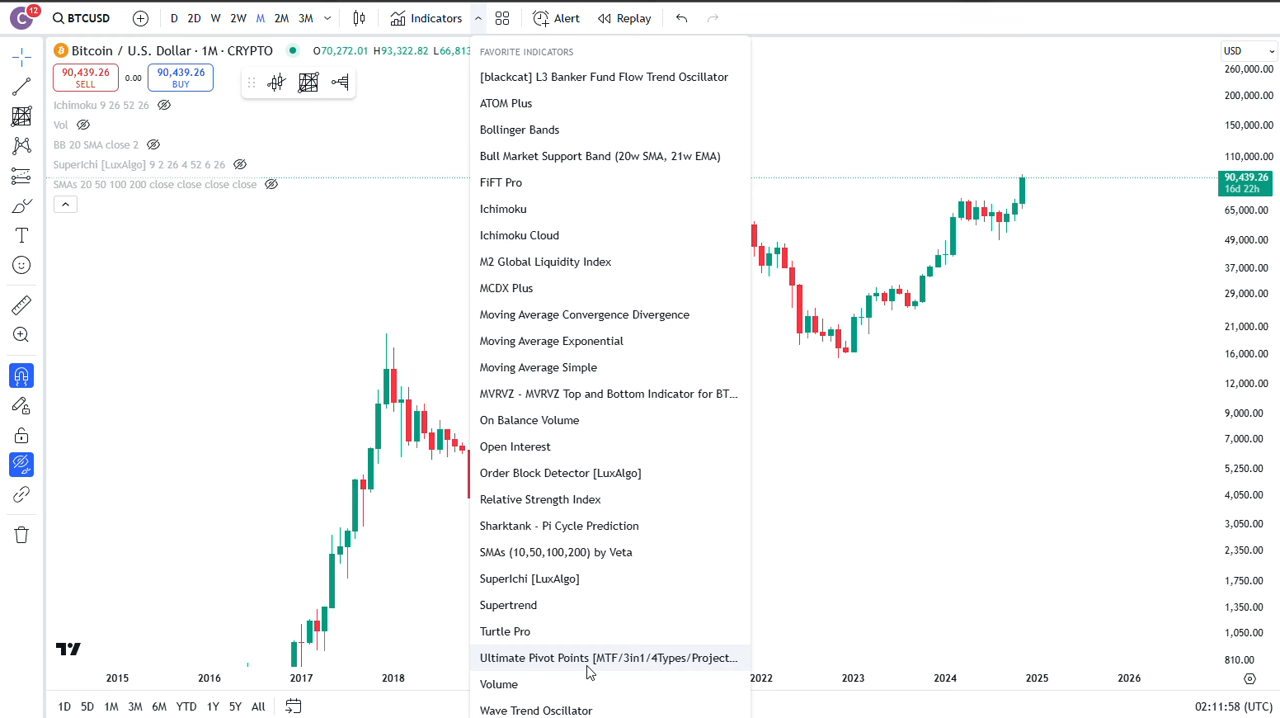 C 12 BTCUSD D 2D W 2W M 2M 3M Indicators Alert Replay
Bitcoin / U.S. Dollar · 1M · CRYPTO O70,272.01 H93,322.82 L66,813
USD
90,439.26 SELL 0.00 90,439.26 BUY
Ichimoku 9 26 52 26
Vol
BB 20 SMA close 2
SuperIchi [LuxAlgo] 9 2 26 4 52 6 26
SMAs 20 50 100 200 close close close close
FAVORITE INDICATORS
[blackcat] L3 Banker Fund Flow Trend Oscillator
ATOM Plus
Bollinger Bands
Bull Market Support Band (20w SMA, 21w EMA)
FiFT Pro
Ichimoku
Ichimoku Cloud
M2 Global Liquidity Index
MCDX Plus
Moving Average Convergence Divergence
Moving Average Exponential
Moving Average Simple
MVRVZ - MVRVZ Top and Bottom Indicator for BT...
On Balance Volume
Open Interest
Order Block Detector [LuxAlgo]
Relative Strength Index
Sharktank - Pi Cycle Prediction
SMAs (10,50,100,200) by Veta
SuperIchi [LuxAlgo]
Supertrend
Turtle Pro
Ultimate Pivot Points [MTF/3in1/4Types/Project...
Volume
Wave Trend Oscillator
260,000.00
200,000.00
150,000.00
110,000.00
90,439.26
16d 22h
65,000.00
49,000.00
37,000.00
29,000.00
21,000.00
16,000.00
12,000.00
9,000.00
7,000.00
5,250.00
4,050.00
3,050.00
2,350.00
1,750.00
1,350.00
1,050.00
810.00
2015 2016 2017 2018 2022 2023 2024 2025 2026
1D 5D 1M 3M 6M YTD 1Y 5Y All 02:11:58 (UTC)